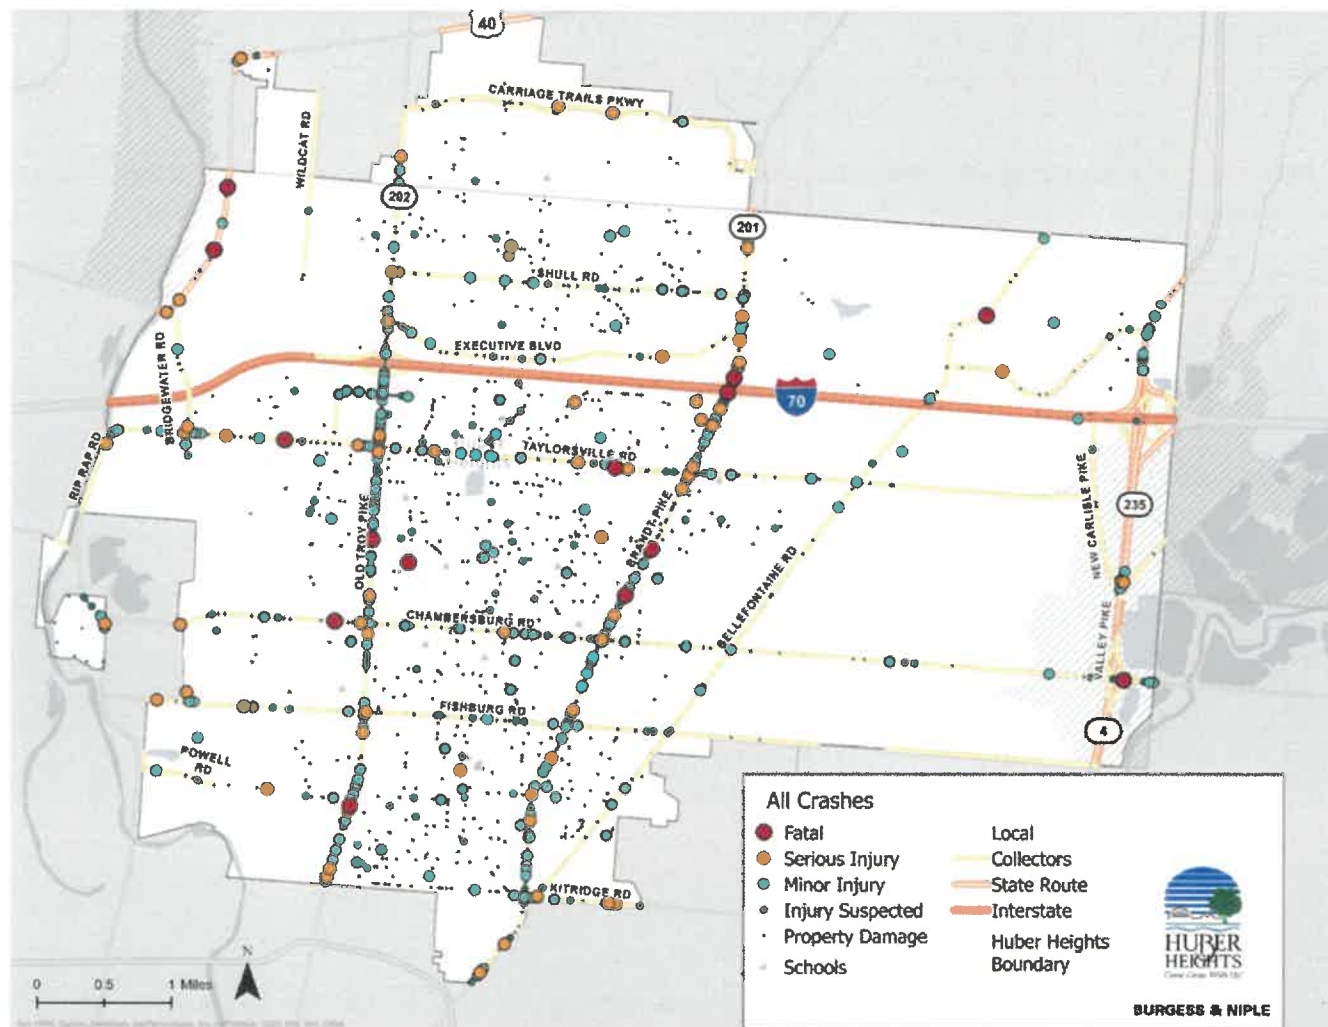 40
CARRIAGE TRAILS PKWY
WILDCAT RD
202
201
SHULL RD
EXECUTIVE BLVD
BRIDGEWATER RD
70
RIP RAP RD
TAYLORSVILLE RD
OLD TROY PIKE
BRANDT PIKE
NEW CARLISLE PIKE
235
BELLEFONTAINE RD
CHAMBERSBURG RD
VALLEY PIKE
FISHBURG RD
4
POWELL
RD
KITRIDGE RD
N
0 0.5 1 Miles
All Crashes
Fatal
Serious Injury
Minor Injury
Injury Suspected
Property Damage
Schools
Local
Collectors
State Route
Interstate
Huber Heights
Boundary
HUBER
HEIGHTS
BURGESS & NIPLE